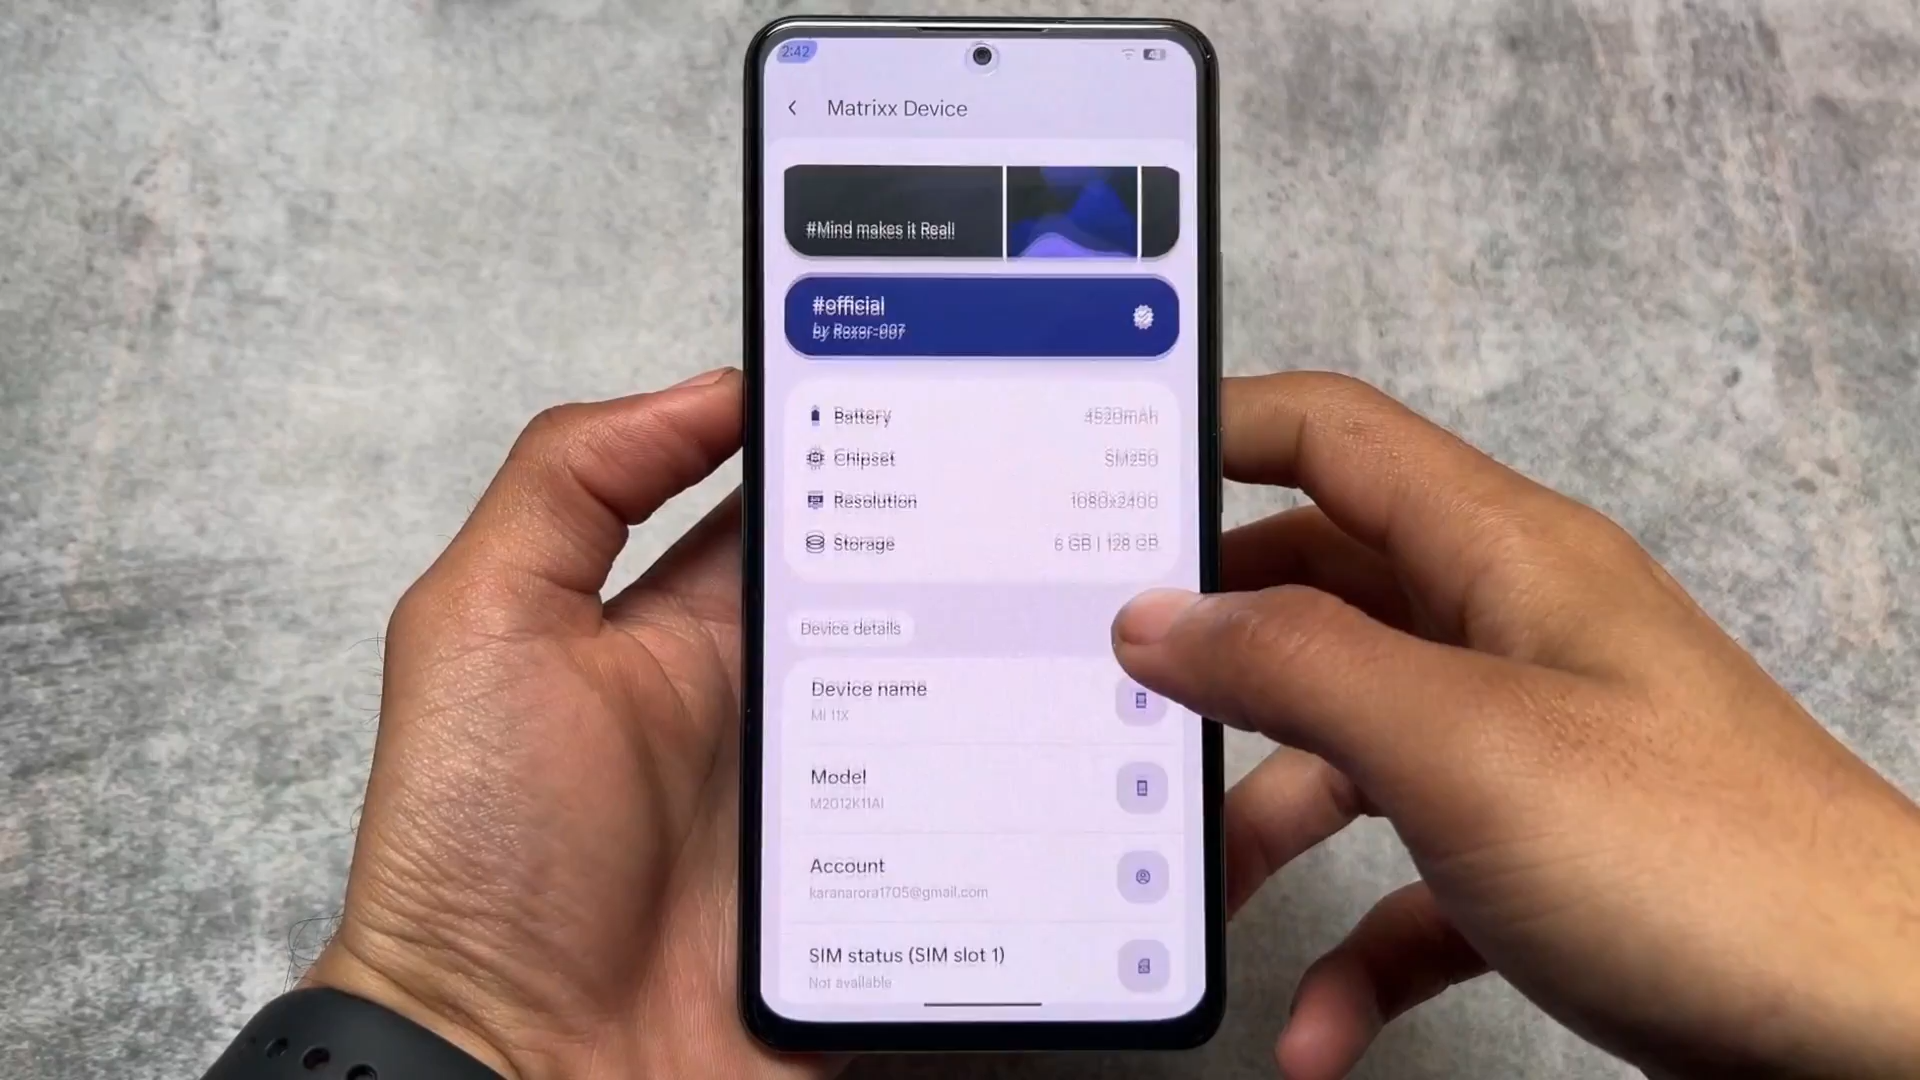 2:42
Matrixx Device
#Mind makes it Real!
#official
by Roxor-007
Battery 4520mAh
Chipset SM250
Resolution 1080x2400
Storage 6 GB | 128 GB
Device details
Device name
MI 11X
Model
M2012K11AI
Account
karanarora1705@gmail.com
SIM status (SIM slot 1)
Not available